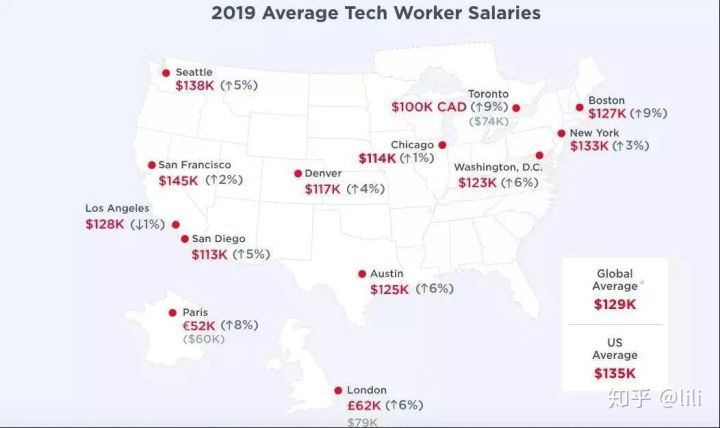 2019 Average Tech Worker Salaries
Seattle
$138K (↑5%)
Toronto
$100K CAD (↑9%)
($74K)
Boston
$127K (↑9%)
New York
$133K (↑3%)
Chicago
$114K (↑1%)
Washington, D.C.
$123K (↑6%)
San Francisco
$145K (↑2%)
Denver
$117K (↑4%)
Los Angeles
$128K (↓1%)
San Diego
$113K (↑5%)
Austin
$125K (↑6%)
Global
Average*
$129K
US
Average
$135K
Paris
€52K (↑8%)
($60K)
London
£62K (↑6%)
$79K
知乎 @lili